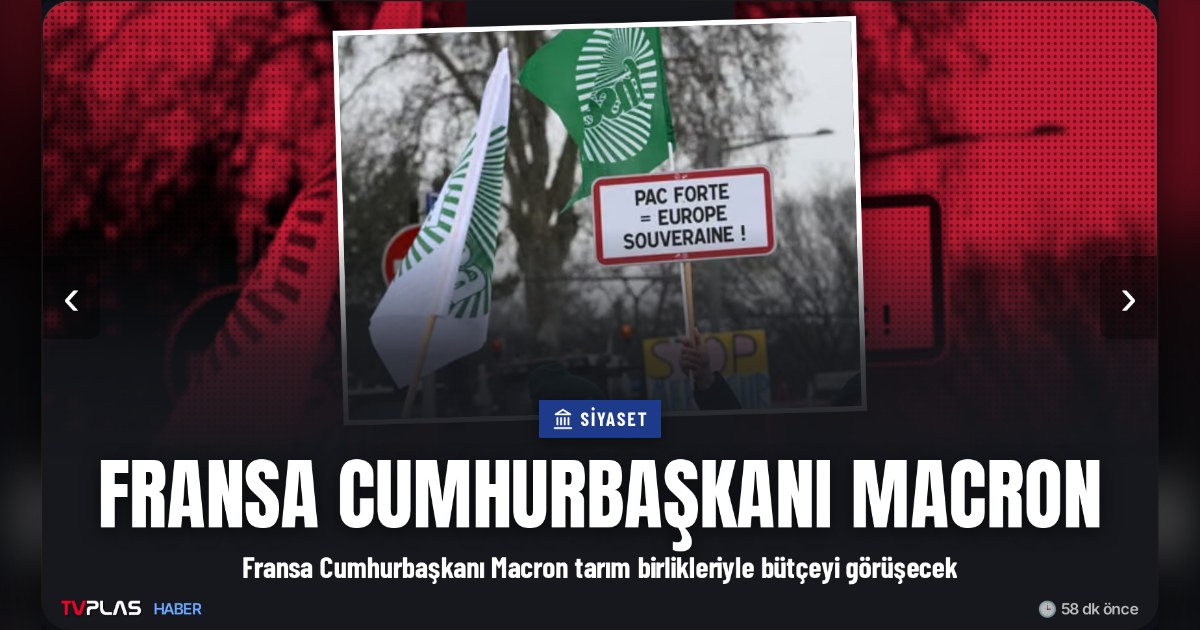 PAC FORTE
= EUROPE
SOUVERAINE !
STOP
SİYASET
FRANSA CUMHURBAŞKANI MACRON
Fransa Cumhurbaşkanı Macron tarım birlikleriyle bütçeyi görüşecek
TVPLAS HABER
58 dk önce